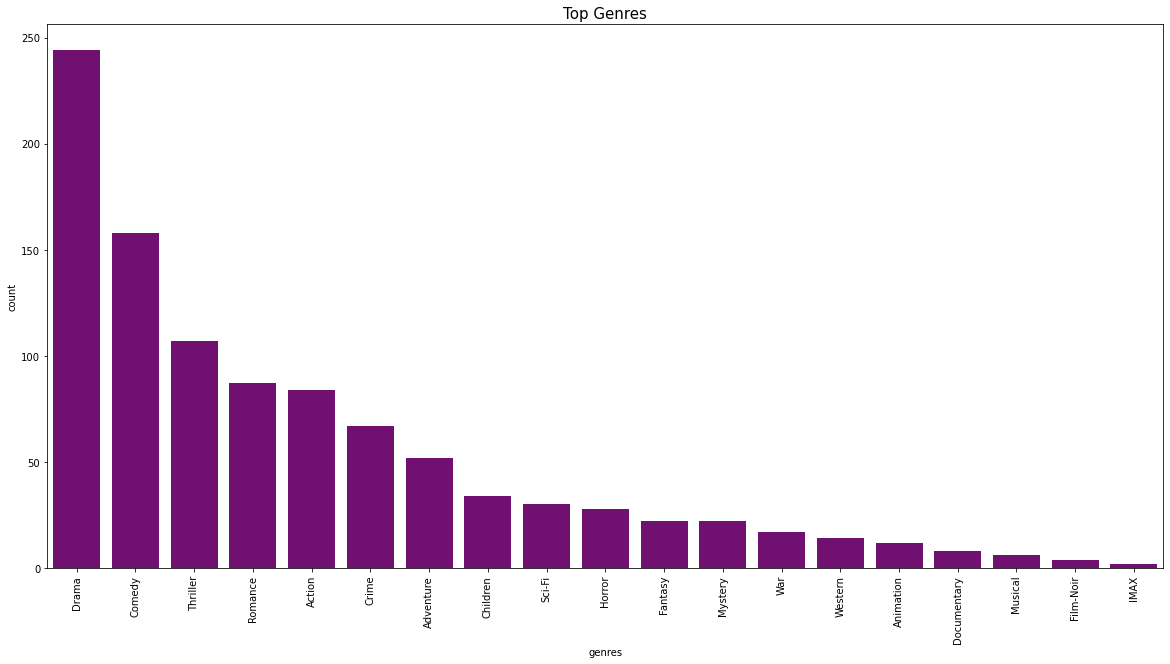 Top Genres
250
200
150
100
50
0
count
Drama
Comedy
Thriller
Romance
Action
Crime
Adventure
Children
Sci-Fi
Horror
Fantasy
Mystery
War
Western
Animation
Documentary
Musical
Film-Noir
IMAX
genres